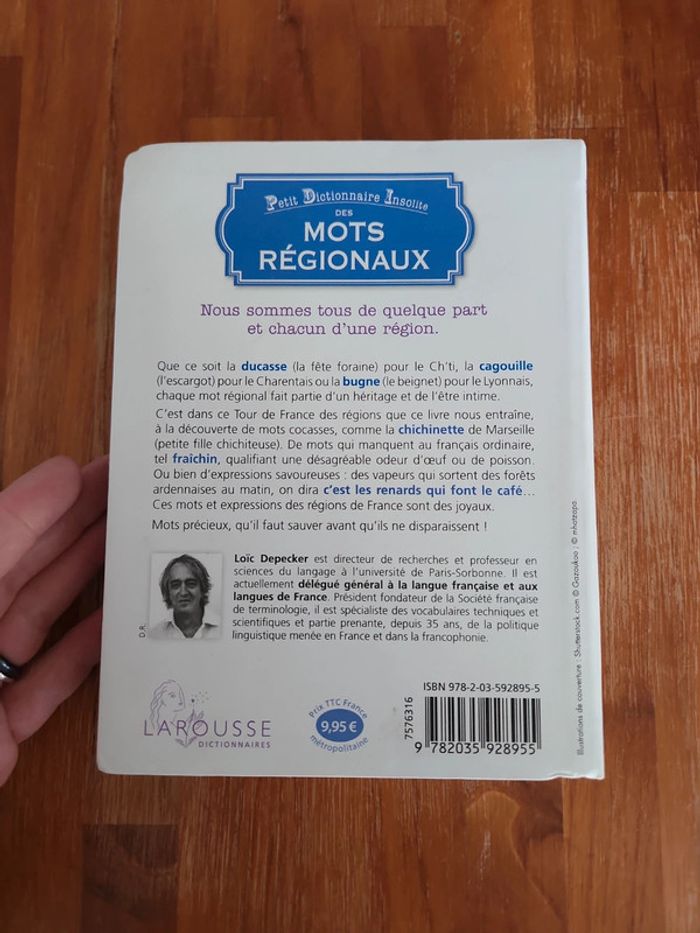 Petit Dictionnaire Insolite
DES
MOTS
RÉGIONAUX
Nous sommes tous de quelque part
et chacun d'une région.
Que ce soit la ducasse (la fête foraine) pour le Ch'ti, la cagouille
(l'escargot) pour le Charentais ou la bugne (le beignet) pour le Lyonnais,
chaque mot régional fait partie d'un héritage et de l'être intime.
C'est dans ce Tour de France des régions que ce livre nous entraîne,
à la découverte de mots cocasses, comme la chichinette de Marseille
(petite fille chichiteuse). De mots qui manquent au français ordinaire,
tel fraichin, qualifiant une désagréable odeur d'œuf ou de poisson.
Ou bien d'expressions savoureuses : des vapeurs qui sortent des forêts
ardennaises au matin, on dira c'est les renards qui font le café...
Ces mots et expressions des régions de France sont des joyaux.
Mots précieux, qu'il faut sauver avant qu'ils ne disparaissent !
D.R.
Loïc Depecker est directeur de recherches et professeur en
sciences du langage à l'université de Paris-Sorbonne. Il est
actuellement délégué général à la langue française et aux
langues de France. Président fondateur de la Société française
de terminologie, il est spécialiste des vocabulaires techniques et
scientifiques et partie prenante, depuis 35 ans, de la politique
linguistique menée en France et dans la francophonie.
LAROUSSE
DICTIONNAIRES
Prix TTC France
9,95 €
métropolitaine
ISBN 978-2-03-592895-5
7576316
9 782035 928955
Illustrations de couverture : Shutterstock.com © Gazoukoo ; © mhatzapa